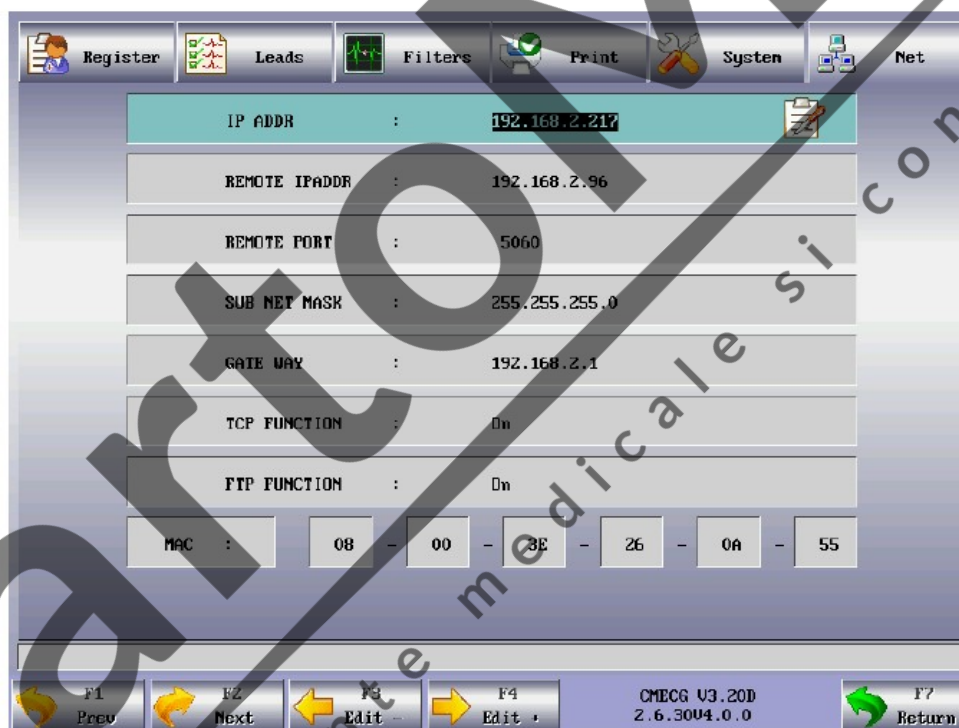 Register Leads Filters Print System Net
IP ADDR : 192.168.2.217
REMOTE IPADDR : 192.168.2.96
REMOTE PORT : 5060
SUB NET MASK : 255.255.255.0
GATE WAY : 192.168.2.1
TCP FUNCTION : On
FTP FUNCTION : On
MAC : 08 - 00 - 3E - 26 - 0A - 55
F1 F2 F3 F4 CMECG V3.20D F7
Prev Next Edit - Edit + 2.6.30V4.0.0 Return
medicale si con